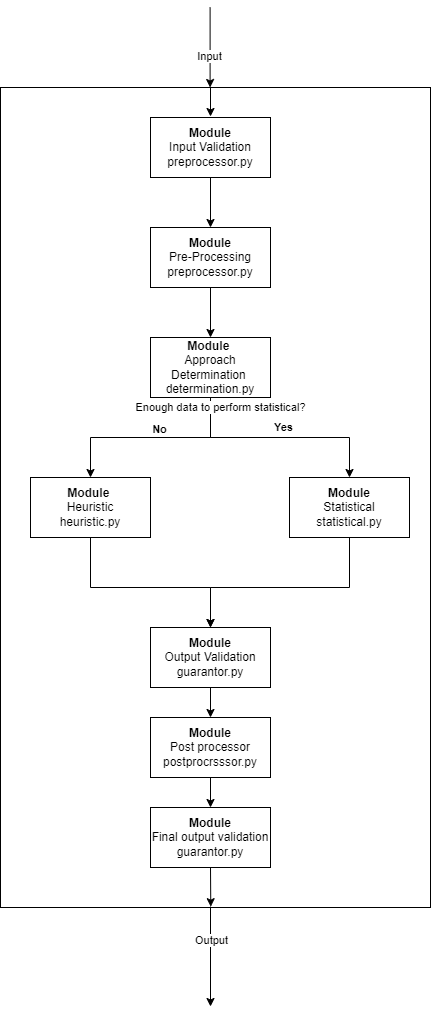 Input
Module
Input Validation
preprocessor.py
Module
Pre-Processing
preprocessor.py
Module
Approach
Determination
determination.py
Enough data to perform statistical?
No
Yes
Module
Heuristic
heuristic.py
Module
Statistical
statistical.py
Module
Output Validation
guarantor.py
Module
Post processor
postprocrsssor.py
Module
Final output validation
guarantor.py
Output